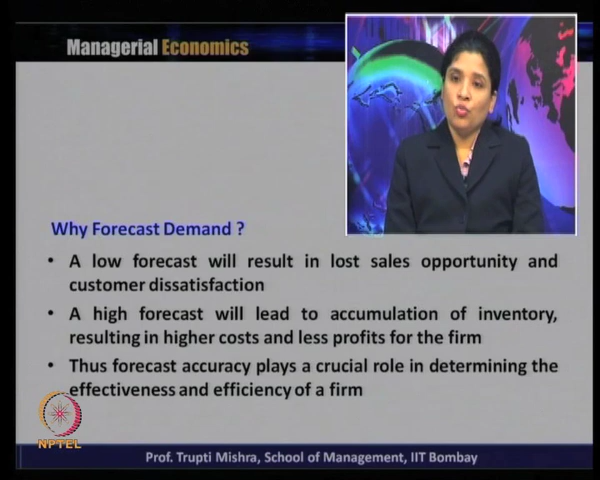 Managerial Economics
Why Forecast Demand ?
• A low forecast will result in lost sales opportunity and
customer dissatisfaction
• A high forecast will lead to accumulation of inventory,
resulting in higher costs and less profits for the firm
• Thus forecast accuracy plays a crucial role in determining the
effectiveness and efficiency of a firm
NPTEL
Prof. Trupti Mishra, School of Management, IIT Bombay